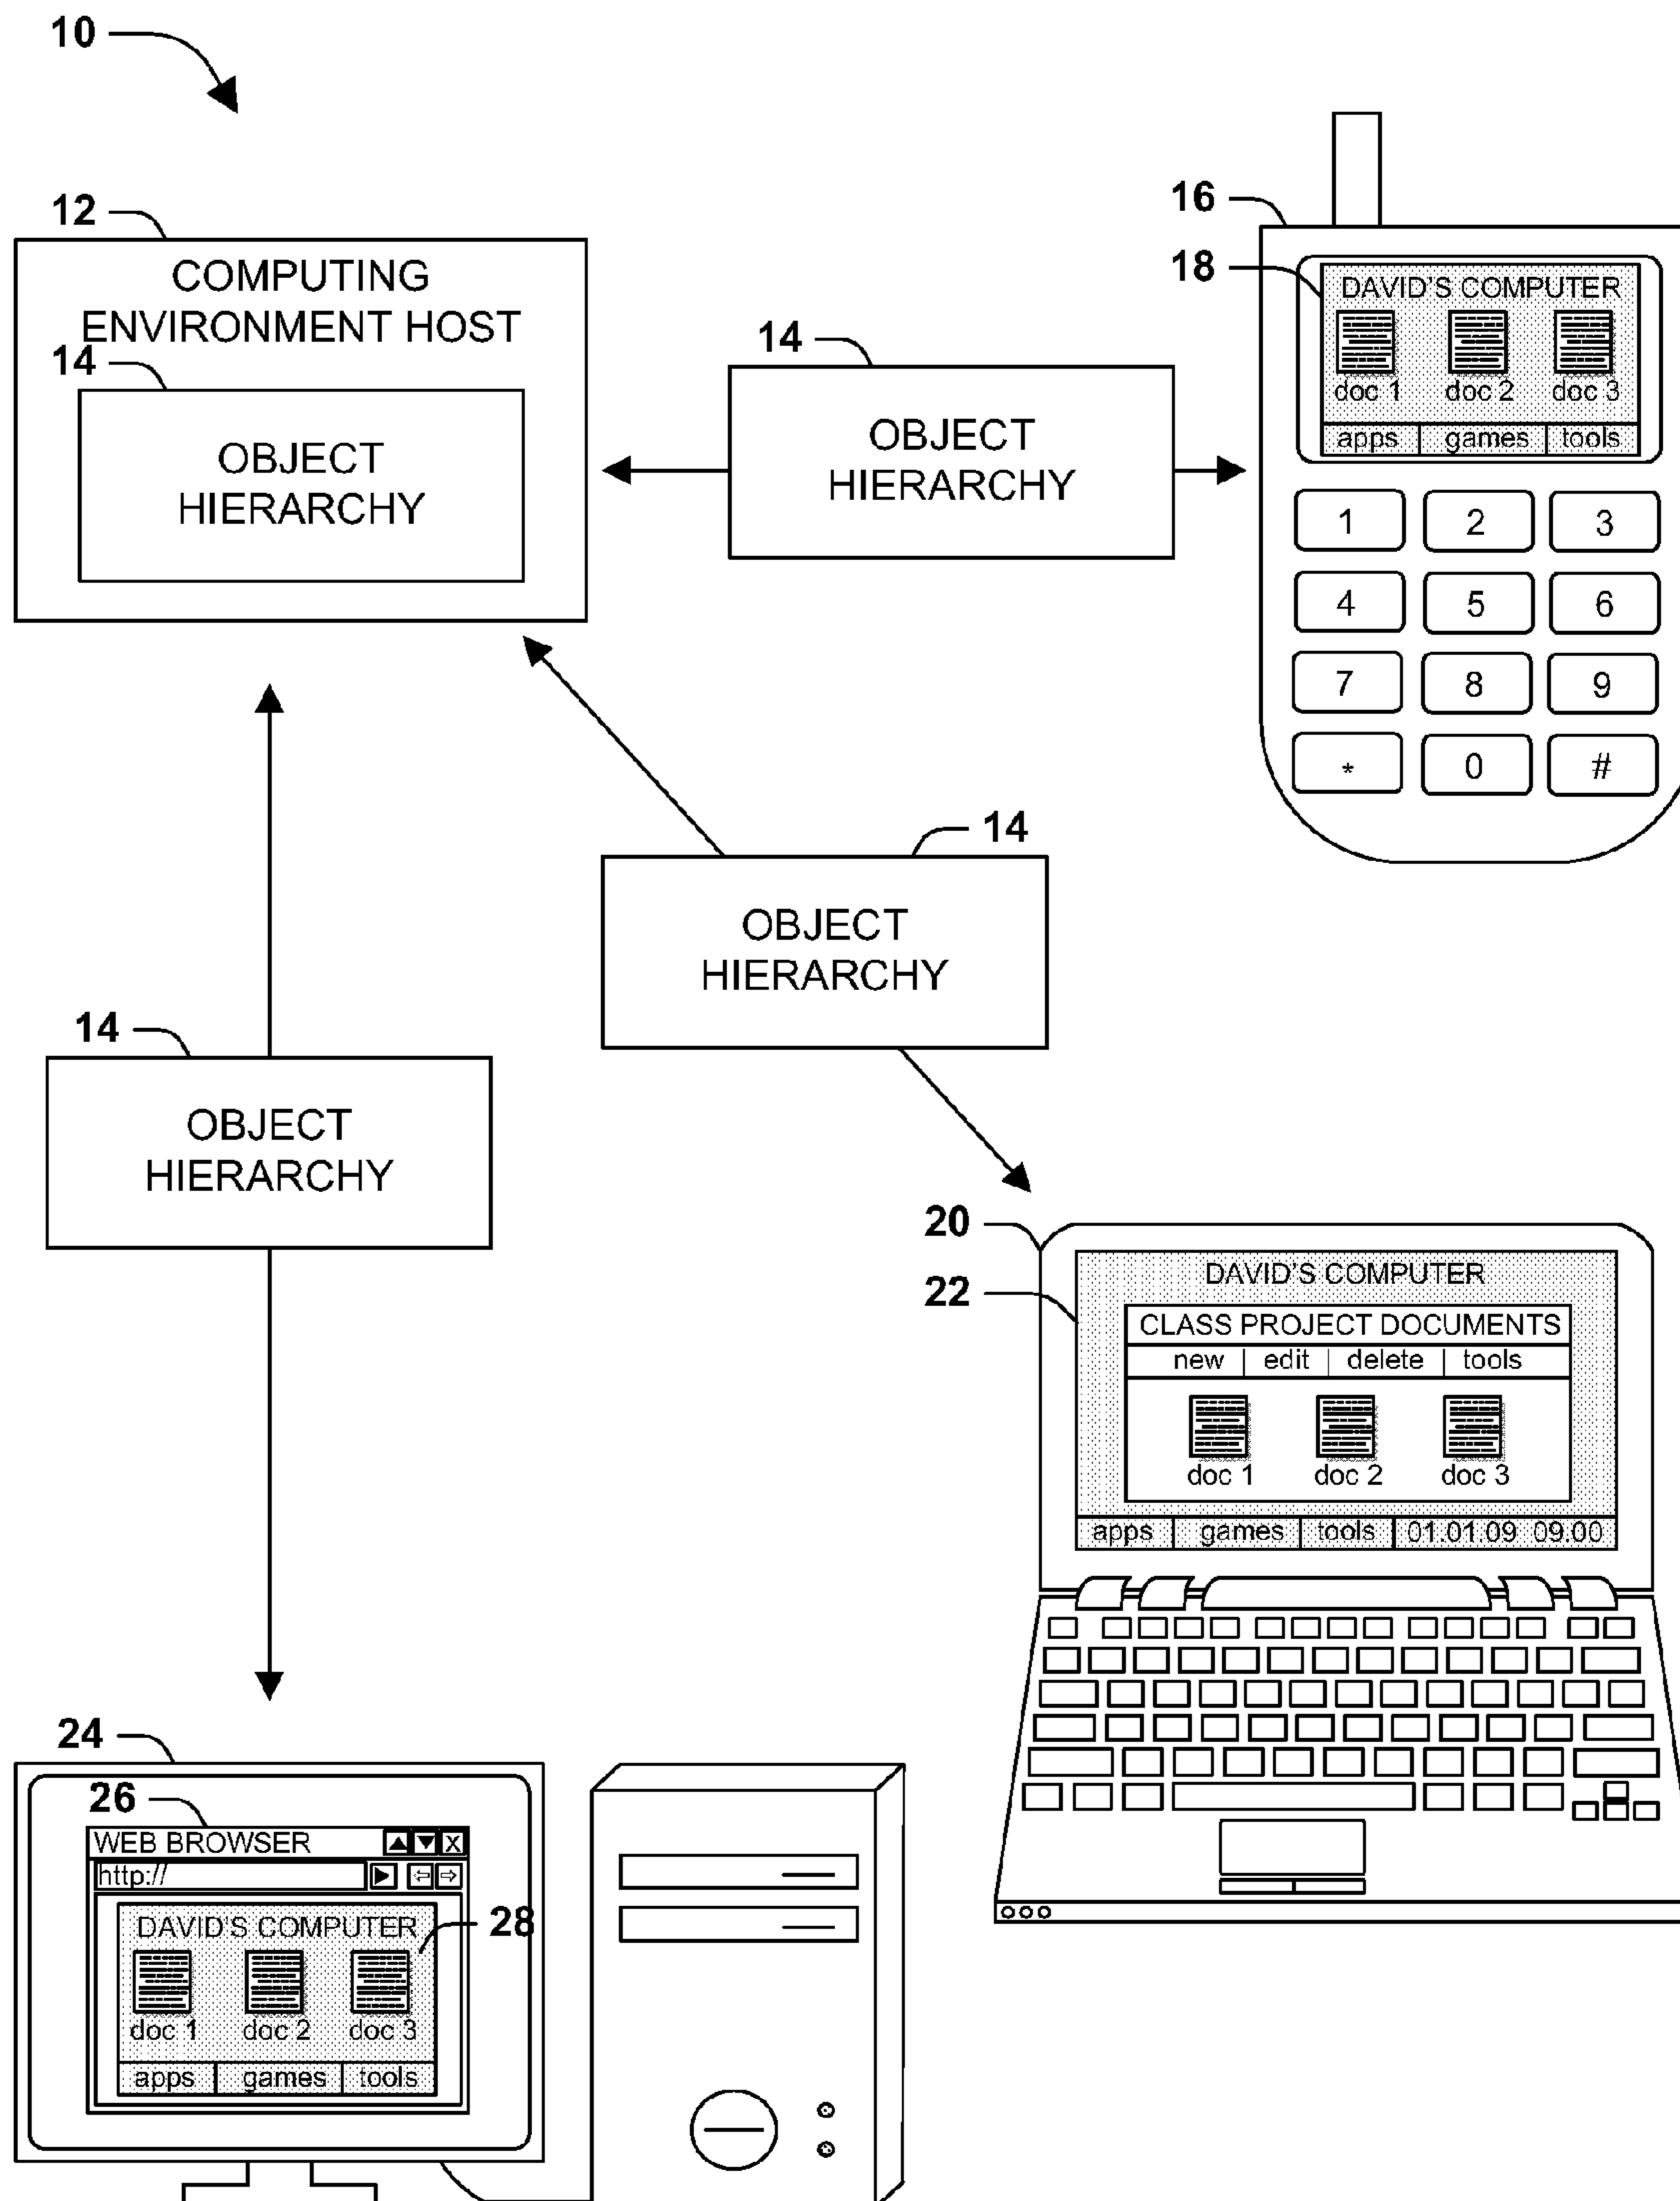 10
12
COMPUTING
ENVIRONMENT HOST
14
OBJECT
HIERARCHY
14
OBJECT
HIERARCHY
16
18
DAVID'S COMPUTER
doc 1 doc 2 doc 3
apps games tools
1 2 3
4 5 6
7 8 9
* 0 #
14
OBJECT
HIERARCHY
14
OBJECT
HIERARCHY
20
22
DAVID'S COMPUTER
CLASS PROJECT DOCUMENTS
new edit delete tools
doc 1 doc 2 doc 3
apps games tools 01.01.09 09.00
24
26
WEB BROWSER X
http://
DAVID'S COMPUTER
28
doc 1 doc 2 doc 3
apps games tools